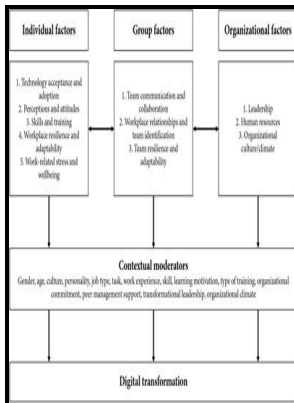 Individual factors
Group factors
Organizational factors
1. Technology acceptance and
adoption
2. Perceptions and attitudes
3. Skills and training
4. Workplace resilience and
adaptability
5. Work-related stress and
wellbeing
1. Team communication and
collaboration
2. Workplace relationships and
team identification
3. Team resilience and
adaptability
1. Leadership
2. Human resources
3. Organizational
culture/climate
Contextual moderators
Gender, age, culture, personality, job type, task, work experience, skill, learning motivation, type of training, organizational
commitment, peer management support, transformational leadership, organizational climate
Digital transformation